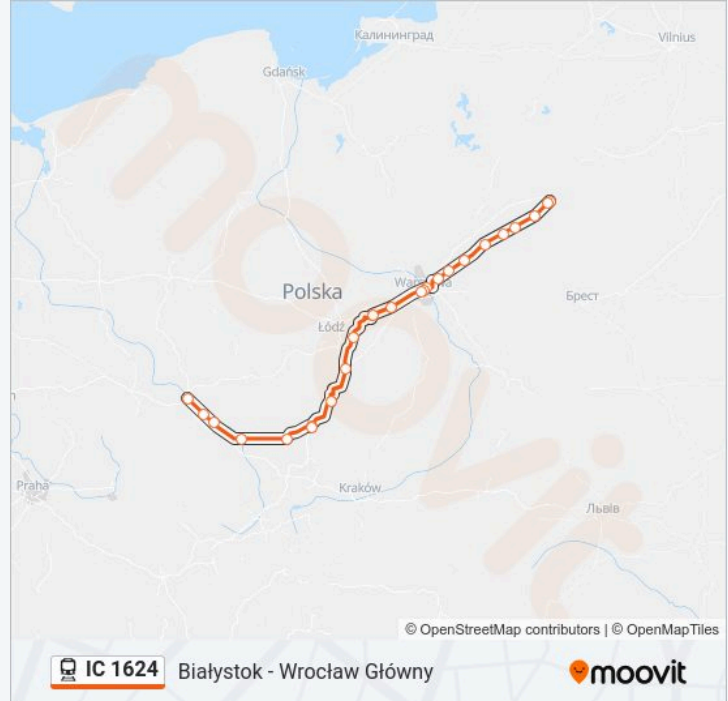 Калининград
Vilnius
Gdańsk
Polska
Брест
Łódź
Praha
Kraków
Львів
© OpenStreetMap contributors | © OpenMapTiles
IC 1624 Białystok - Wrocław Główny
moovit